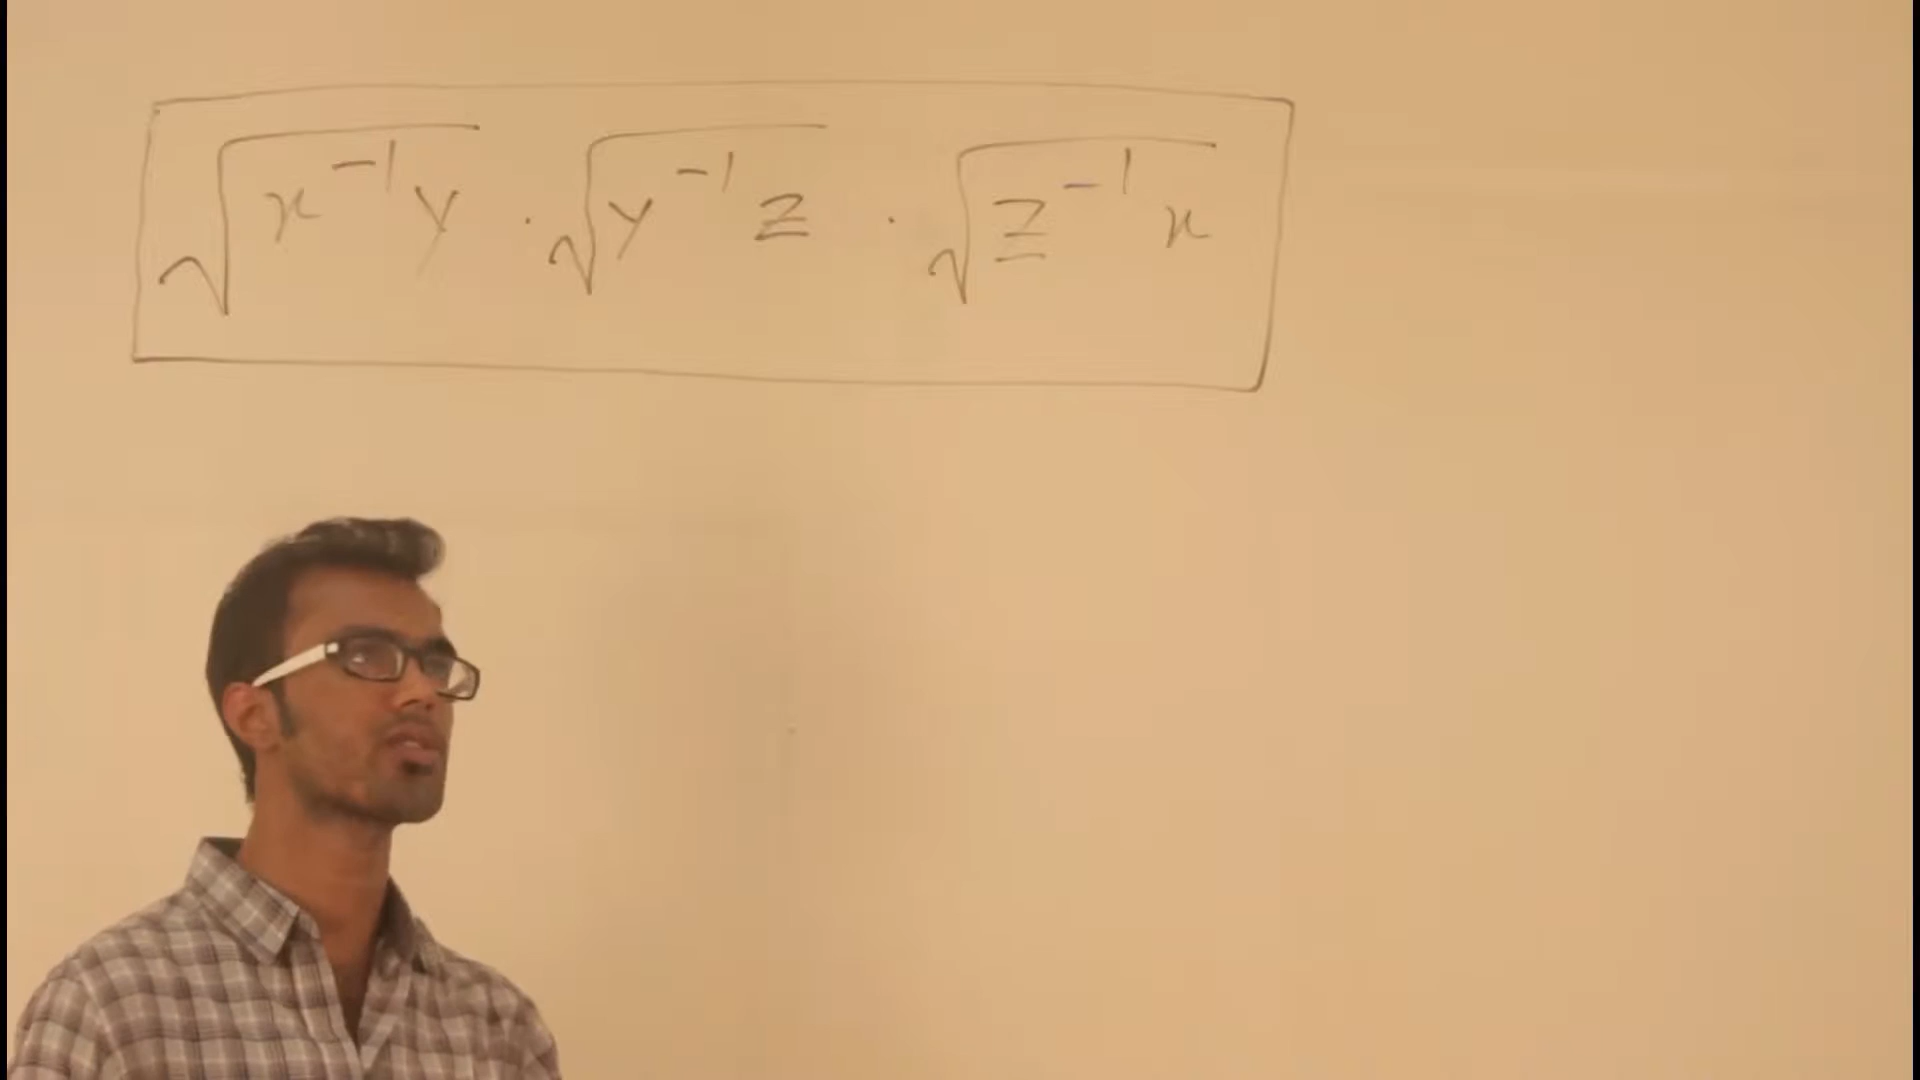 √(x⁻¹y) · √(y⁻¹z) · √(z⁻¹x)